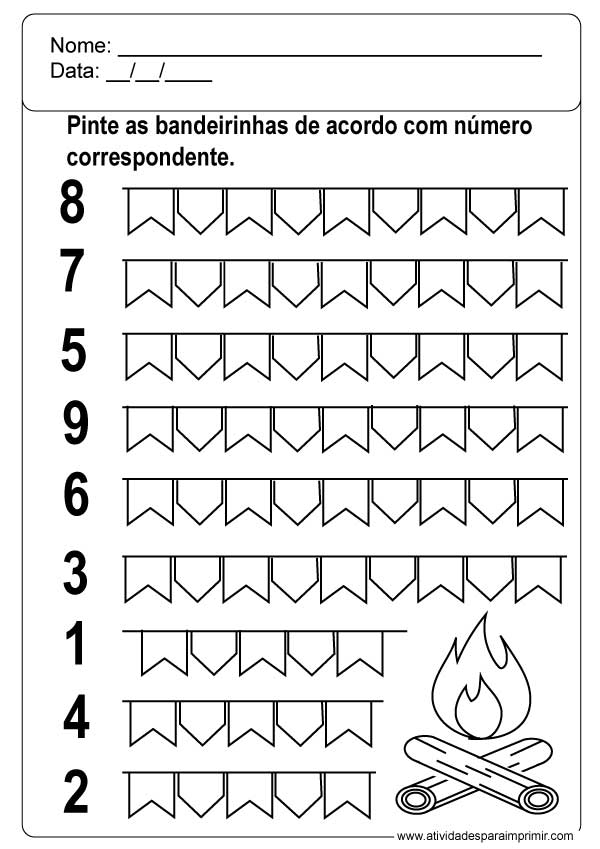 Nome: ___________________________________
Data: __/__/____
Pinte as bandeirinhas de acordo com número
correspondente.
8
7
5
9
6
3
1
4
2
www.atividadesparaimprimir.com